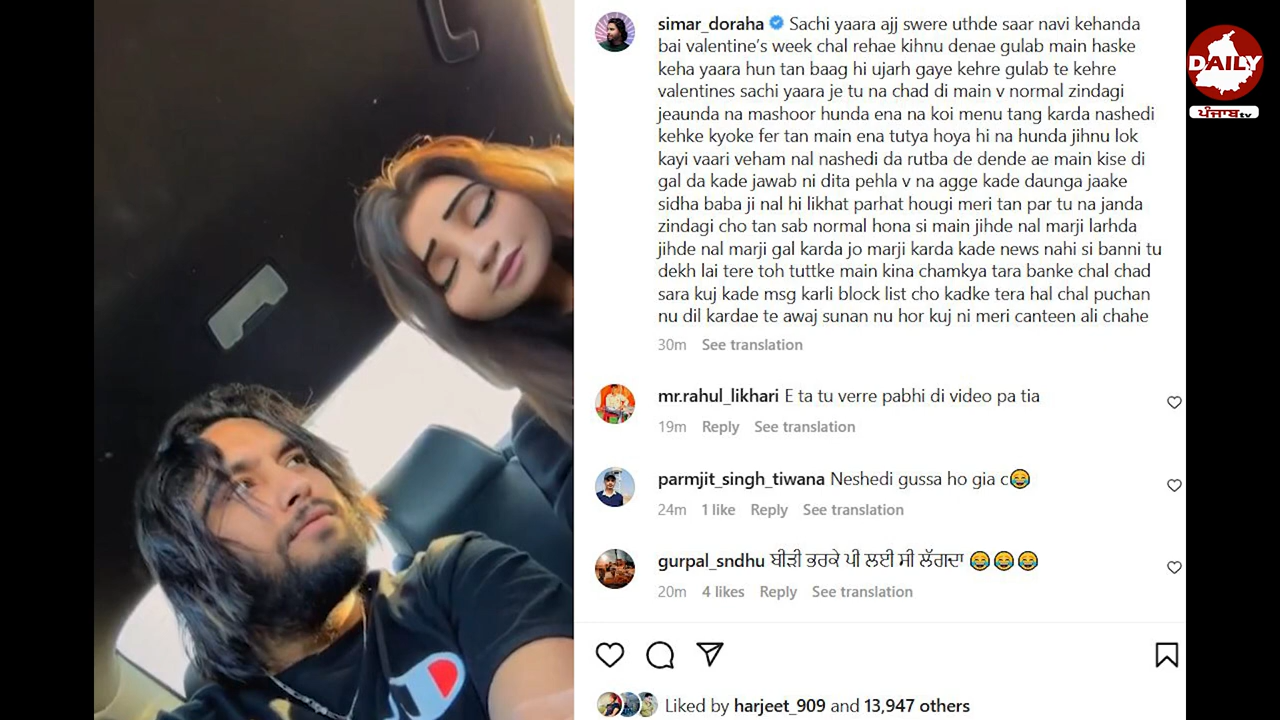 simar_doraha Sachi yaara ajj swere uthde saar navi kehanda
bai valentine's week chal rehae kihnu denae gulab main haske
keha yaara hun tan baag hi ujarh gaye kehre gulab te kehre
valentines sachi yaara je tu na chad di main v normal zindagi
jeaunda na mashoor hunda ena na koi menu tang karda nashedi
kehke kyoke fer tan main ena tutya hoya hi na hunda jihnu lok
kayi vaari veham nal nashedi da rutba de dende ae main kise di
gal da kade jawab ni dita pehla v na agge kade daunga jaake
sidha baba ji nal hi likhat parhat hougi meri tan par tu na janda
zindagi cho tan sab normal hona si main jihde nal marji larhda
jihde nal marji gal karda jo marji karda kade news nahi si banni tu
dekh lai tere toh tuttke main kina chamkya tara banke chal chad
sara kuj kade msg karli block list cho kadke tera hal chal puchan
nu dil kardae te awaj sunan nu hor kuj ni meri canteen ali chahe
30m See translation
mr.rahul_likhari E ta tu verre pabhi di video pa tia
19m Reply See translation
parmjit_singh_tiwana Neshedi gussa ho gia c😂
24m 1 like Reply See translation
gurpal_sndhu ਬੀੜੀ ਭਰਕੇ ਪੀ ਲਈ ਸੀ ਲੱਗਦਾ 😂😂😂
20m 4 likes Reply See translation
Liked by harjeet_909 and 13,947 others
DAILY
ਪੰਜਾਬ tv